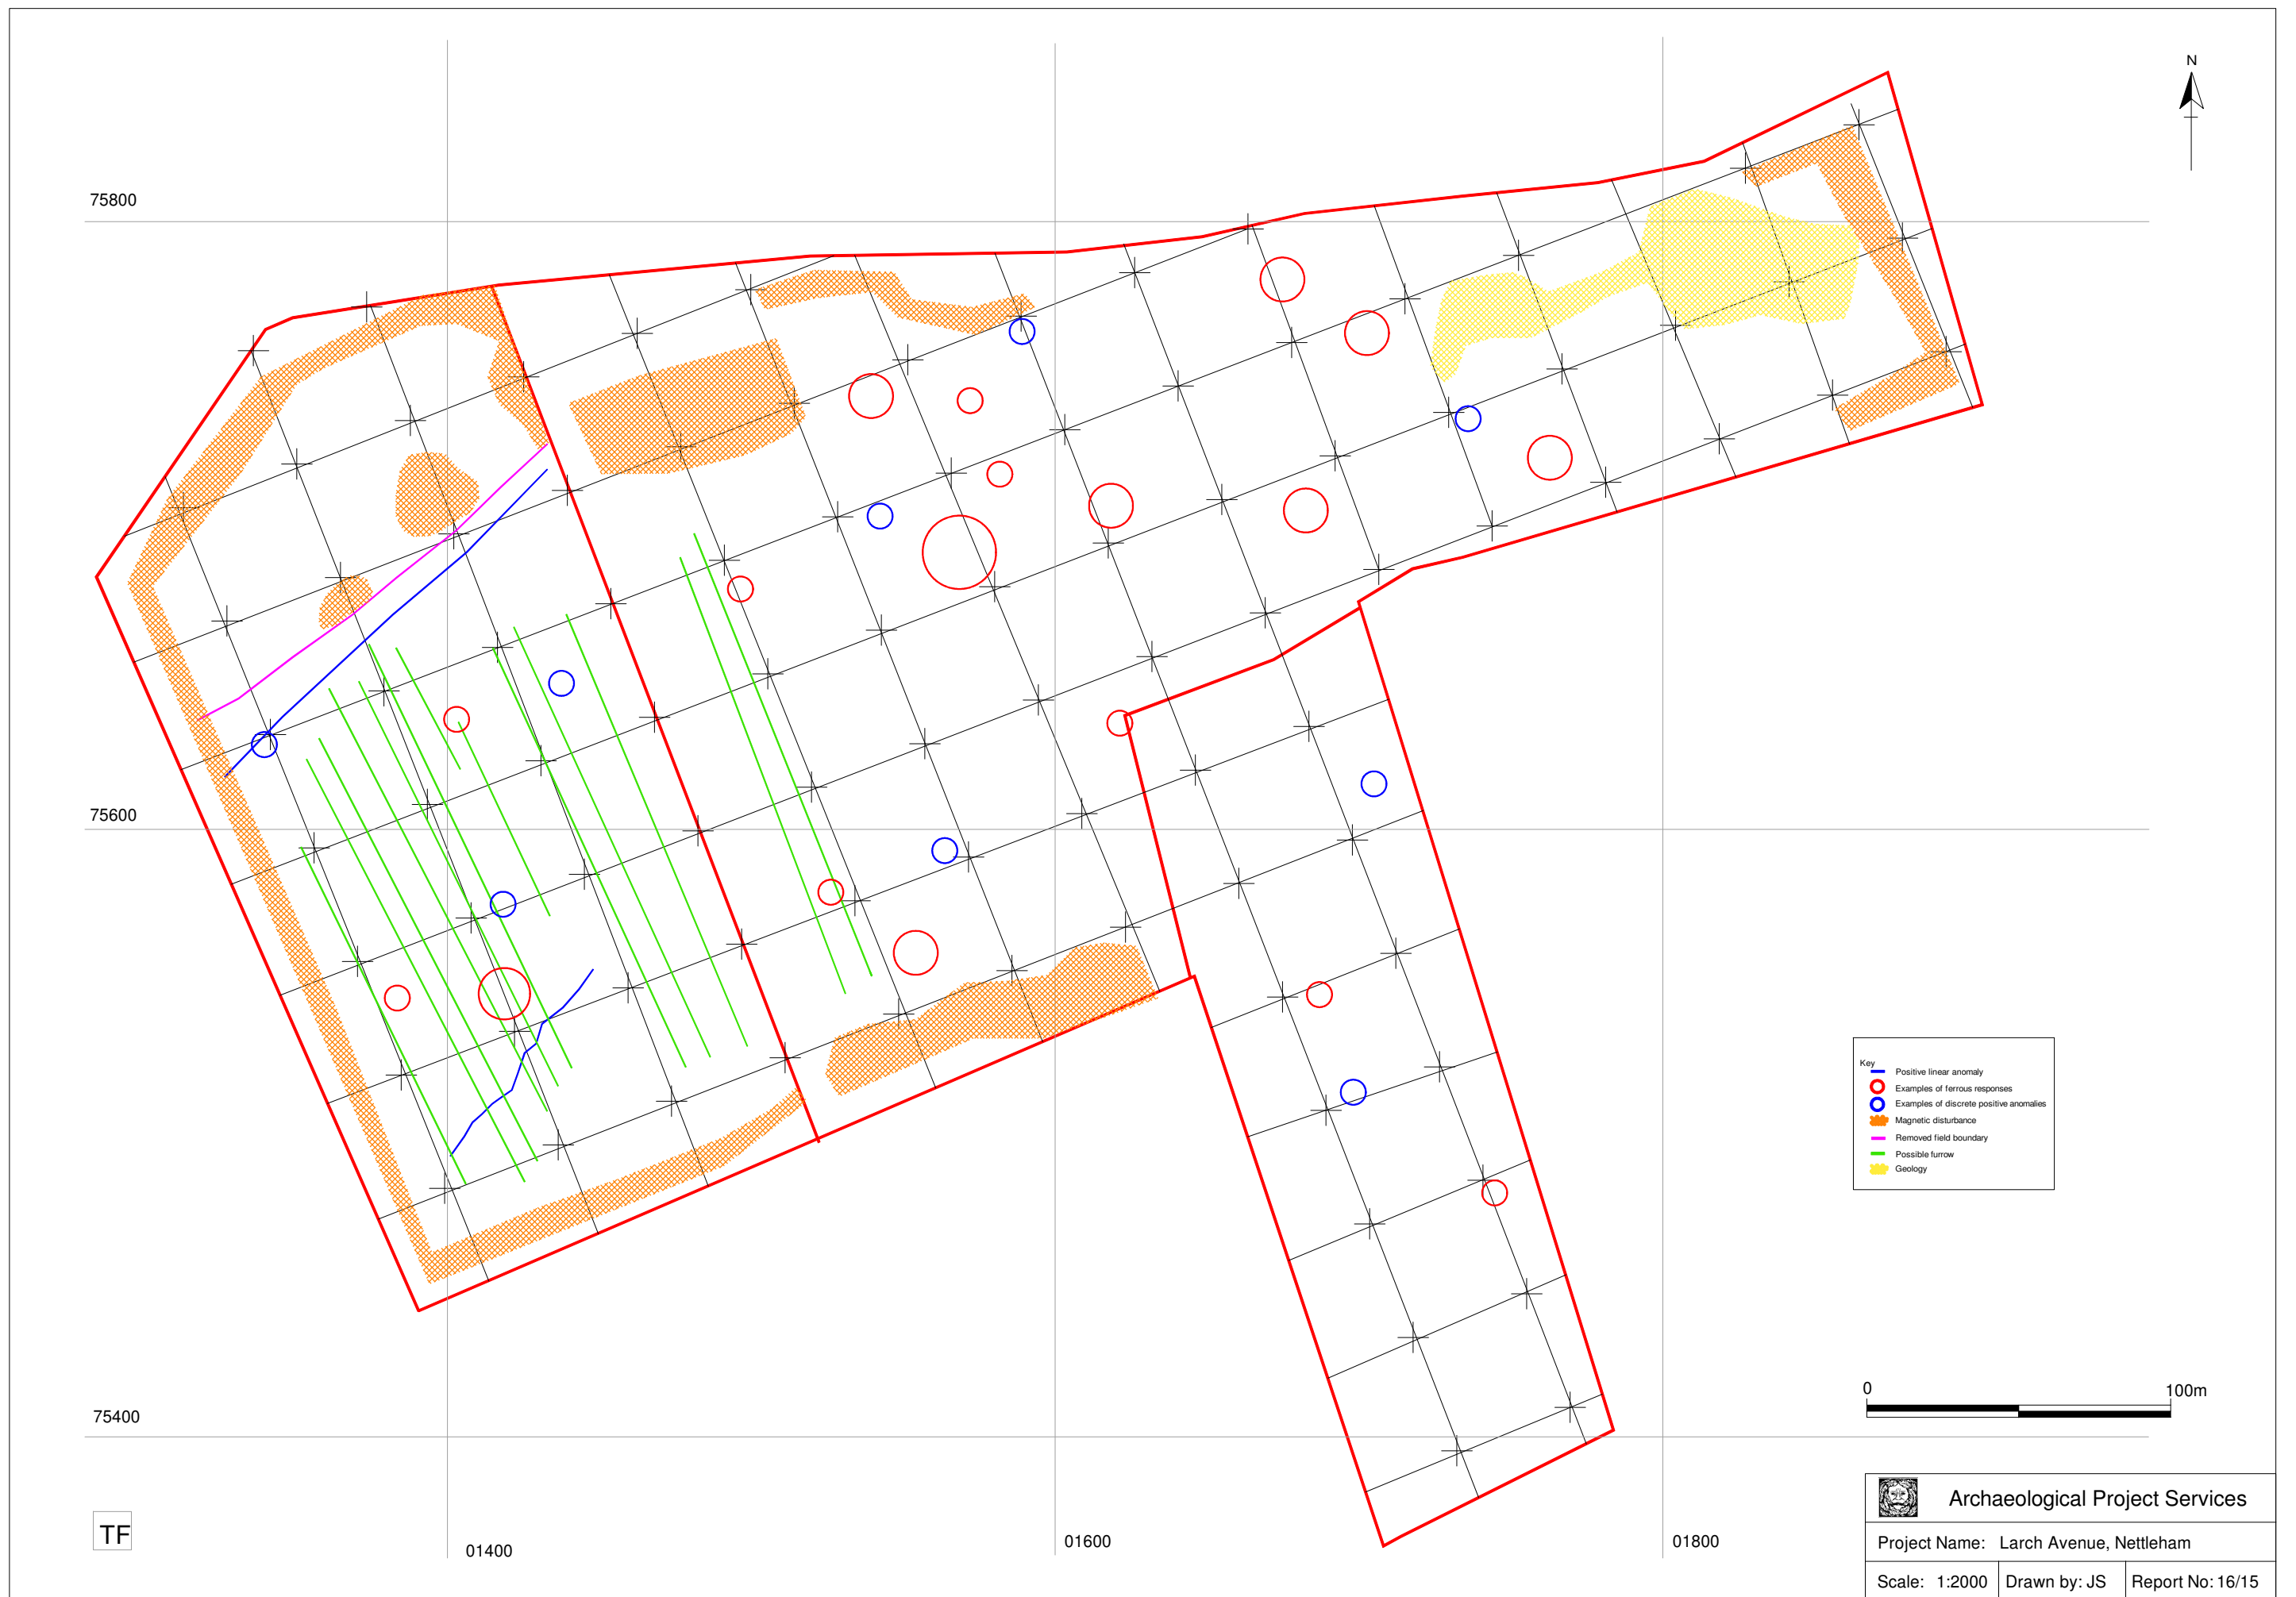 N
75800
75600
Key
Positive linear anomaly
Examples of ferrous responses
Examples of discrete positive anomalies
Magnetic disturbance
Removed field boundary
Possible furrow
Geology
0 100m
75400
TF
01400
01600
01800
Archaeological Project Services
Project Name: Larch Avenue, Nettleham
Scale: 1:2000
Drawn by: JS
Report No: 16/15